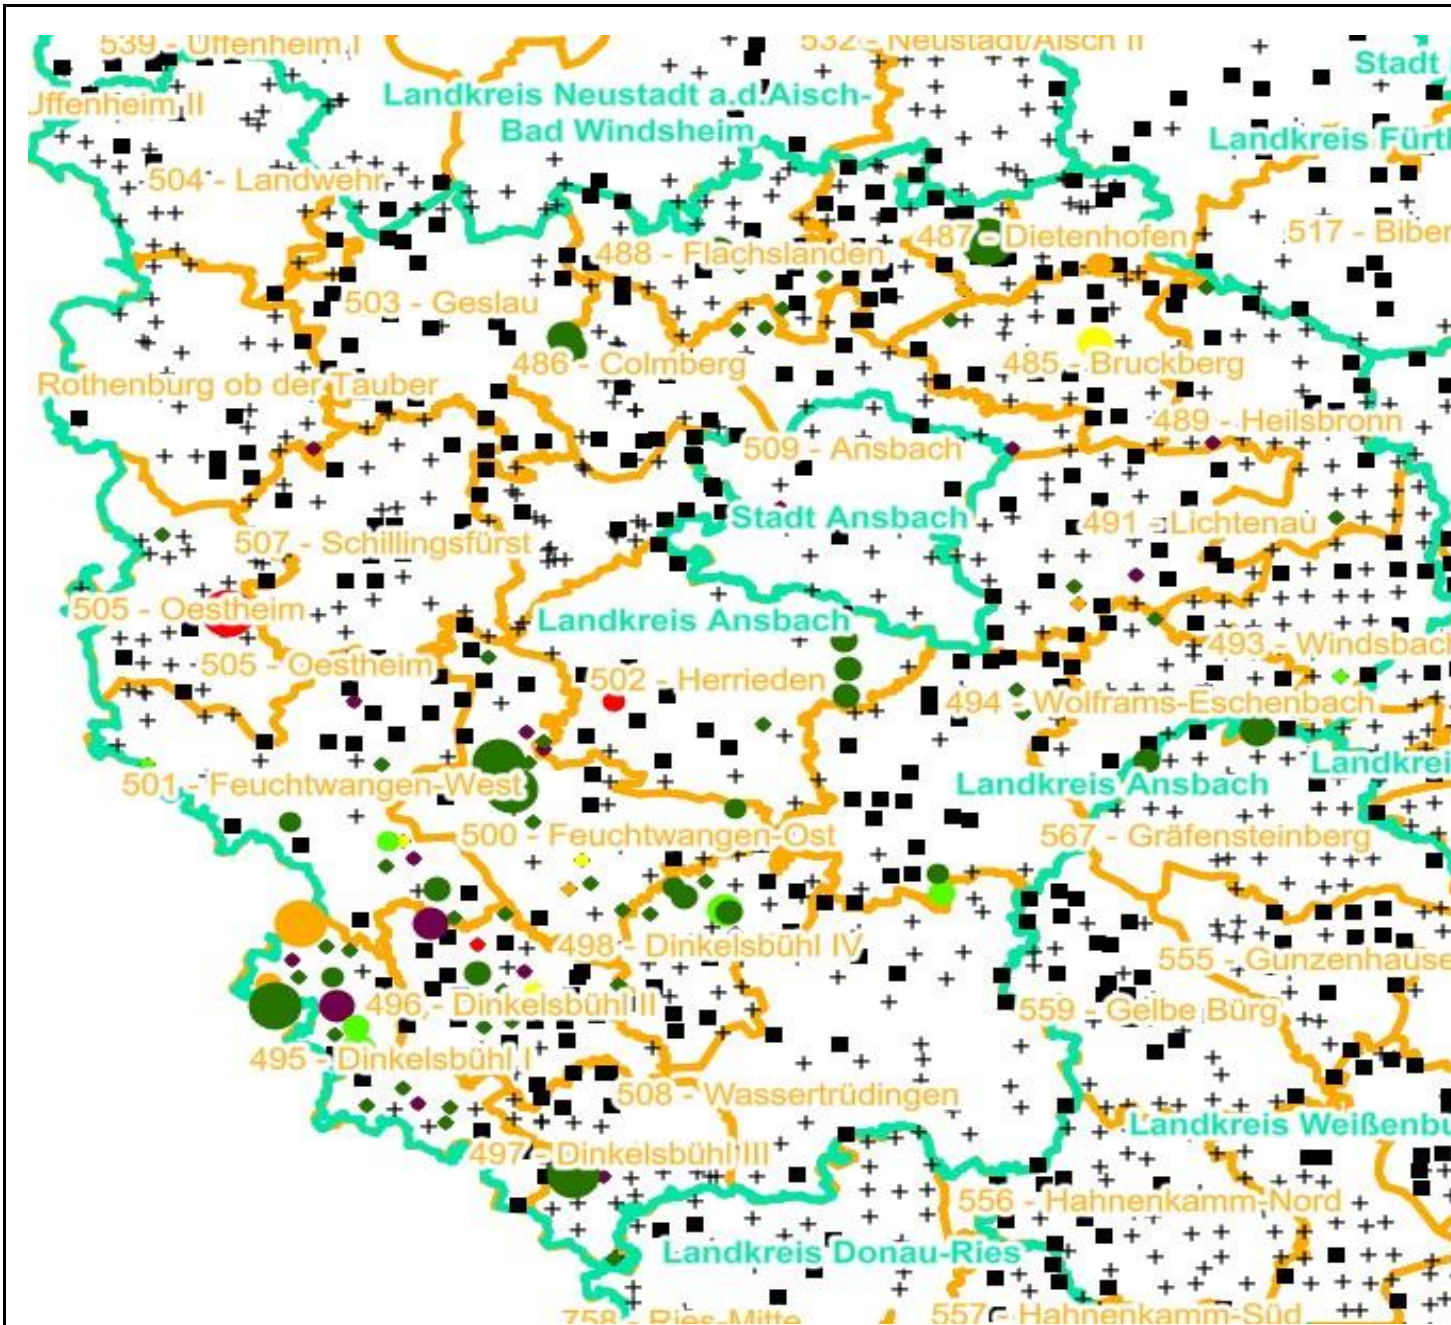 539 - Uffenheim I
532 - Neustadt/Aisch II
Stadt
Landkreis Neustadt a.d.Aisch-
Bad Windsheim
Uffenheim II
Landkreis Fürth
504 - Landwehr
488 - Flachslanden
487 - Dietenhofen
517 - Biber
503 - Geslau
486 - Colmberg
485 - Bruckberg
Rothenburg ob der Tauber
489 - Heilsbronn
509 - Ansbach
Stadt Ansbach
491 - Lichtenau
507 - Schillingsfürst
505 - Oestheim
Landkreis Ansbach
493 - Windsbach
505 - Oestheim
502 - Herrieden
494 - Wolframs-Eschenbach
Landkrei
501 - Feuchtwangen-West
Landkreis Ansbach
500 - Feuchtwangen-Ost
567 - Gräfensteinberg
498 - Dinkelsbühl IV
555 - Gunzenhause
496 - Dinkelsbühl II
559 - Gelbe Bürg
495 - Dinkelsbühl I
508 - Wassertrüdingen
Landkreis Weißenbu
497 - Dinkelsbühl III
556 - Hahnenkamm-Nord
Landkreis Donau-Ries
758 - Ries-Mitte
557 - Hahnenkamm-Süd